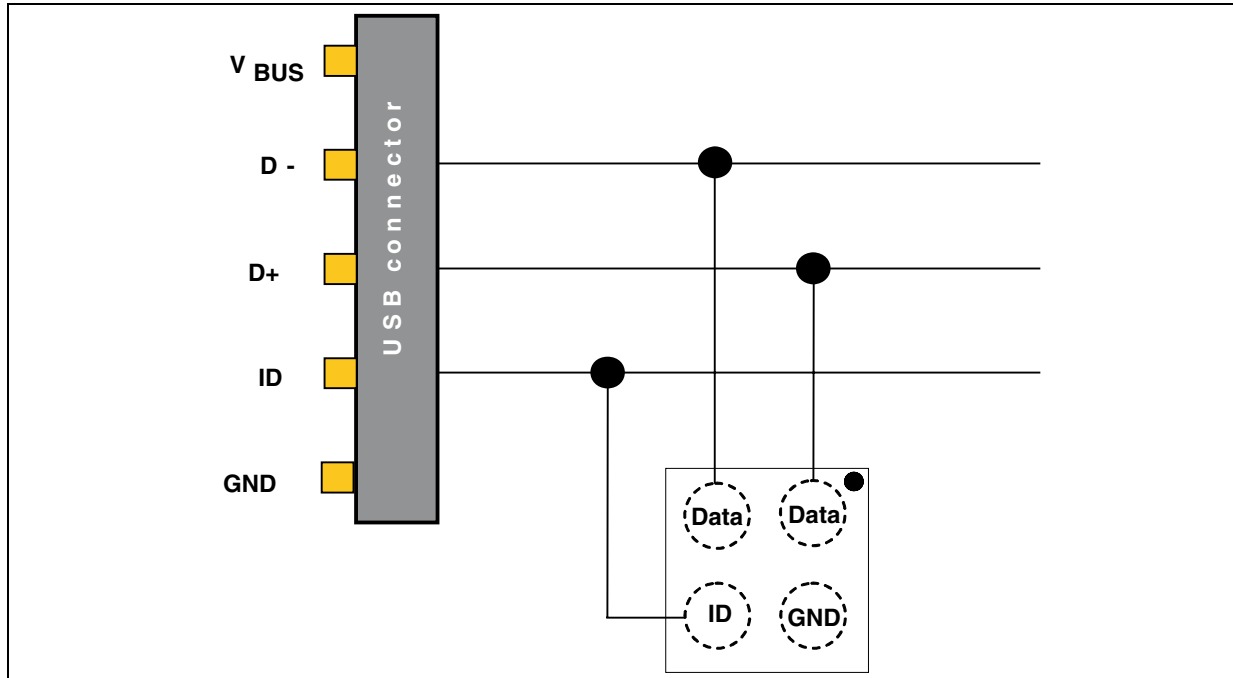 V BUS
D -
D+
ID
GND
USB connector
Data Data
ID GND